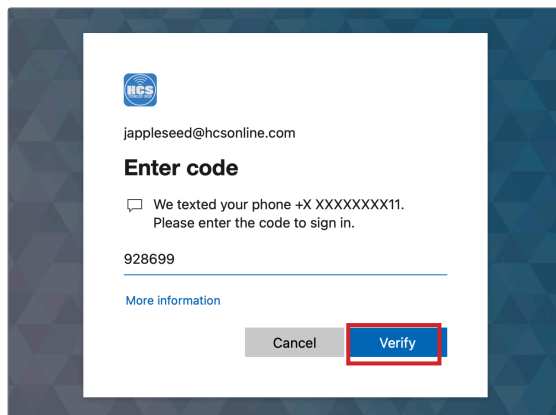 HCS
jappleseed@hcsonline.com
Enter code
We texted your phone +X XXXXXXXX11.
Please enter the code to sign in.
928699
More information
Cancel
Verify